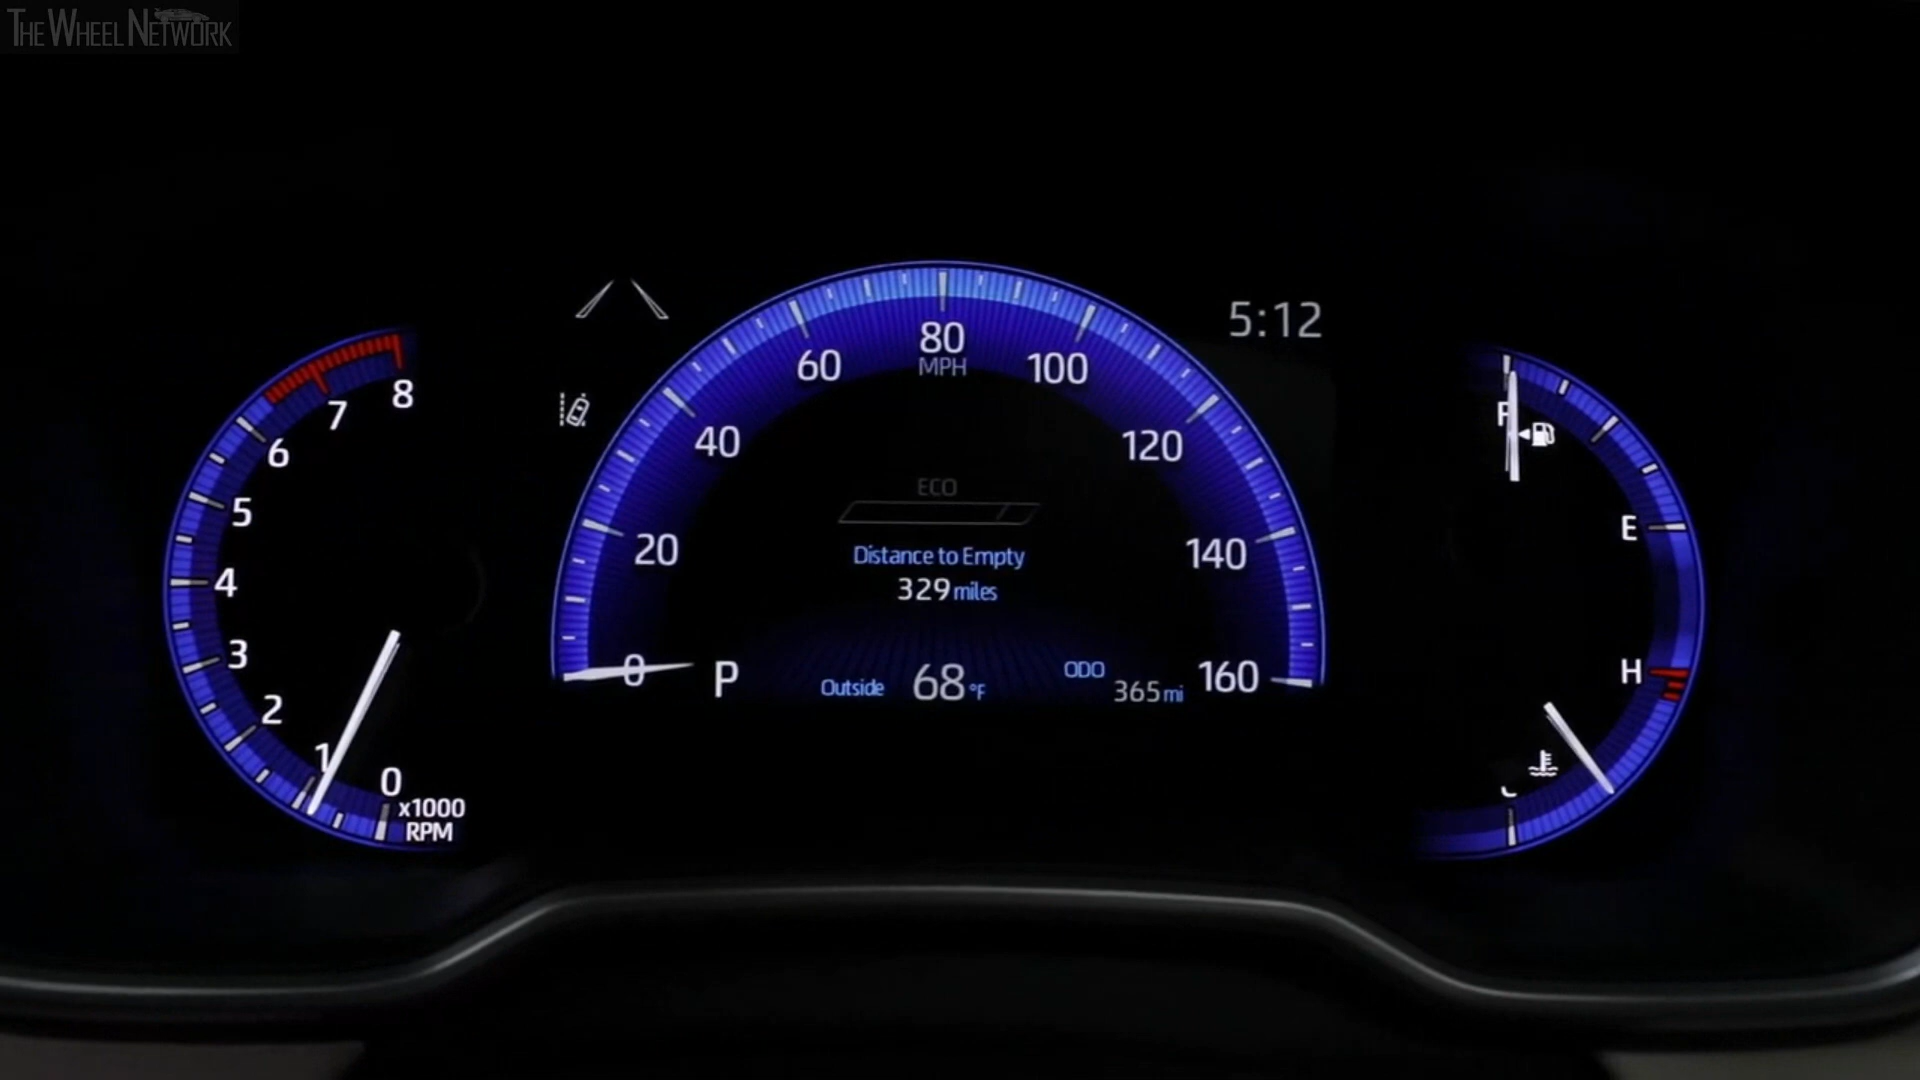 THE WHEEL NETWORK
5:12
8
7
6
5
4
3
2
1
0
x1000
RPM
0
20
40
60
80
MPH
100
120
140
160
ECO
Distance to Empty
329 miles
P
Outside 68 °F
ODO
365 mi
F
E
H